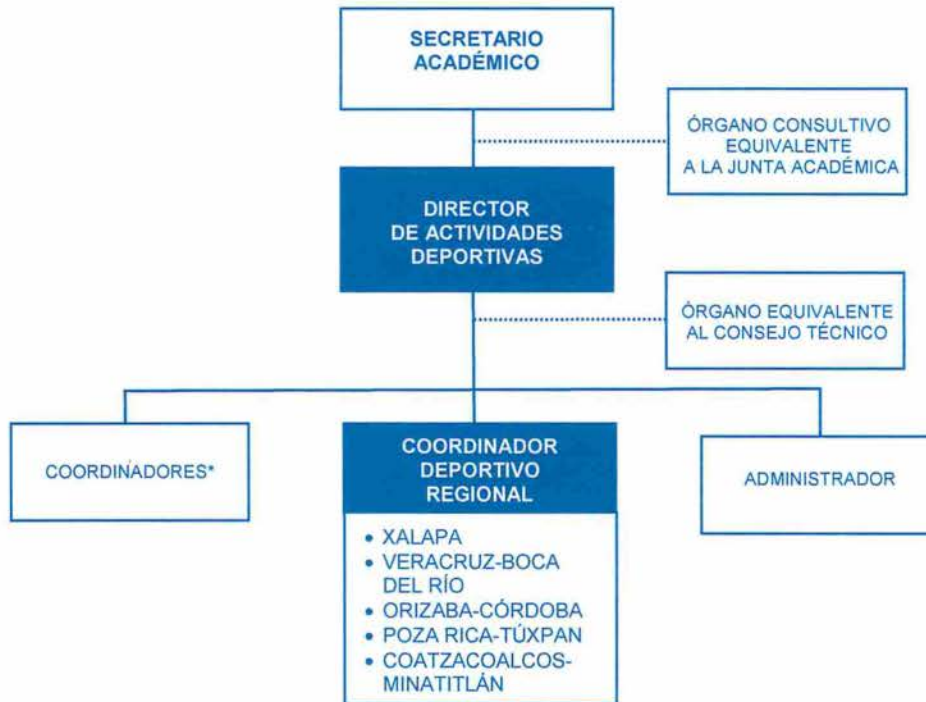 SECRETARIO
ACADÉMICO
ÓRGANO CONSULTIVO
EQUIVALENTE
A LA JUNTA ACADÉMICA
DIRECTOR
DE ACTIVIDADES
DEPORTIVAS
ÓRGANO EQUIVALENTE
AL CONSEJO TÉCNICO
COORDINADORES*
COORDINADOR
DEPORTIVO
REGIONAL
• XALAPA
• VERACRUZ-BOCA
DEL RÍO
• ORIZABA-CÓRDOBA
• POZA RICA-TÚXPAN
• COATZACOALCOS-
MINATITLÁN
ADMINISTRADOR